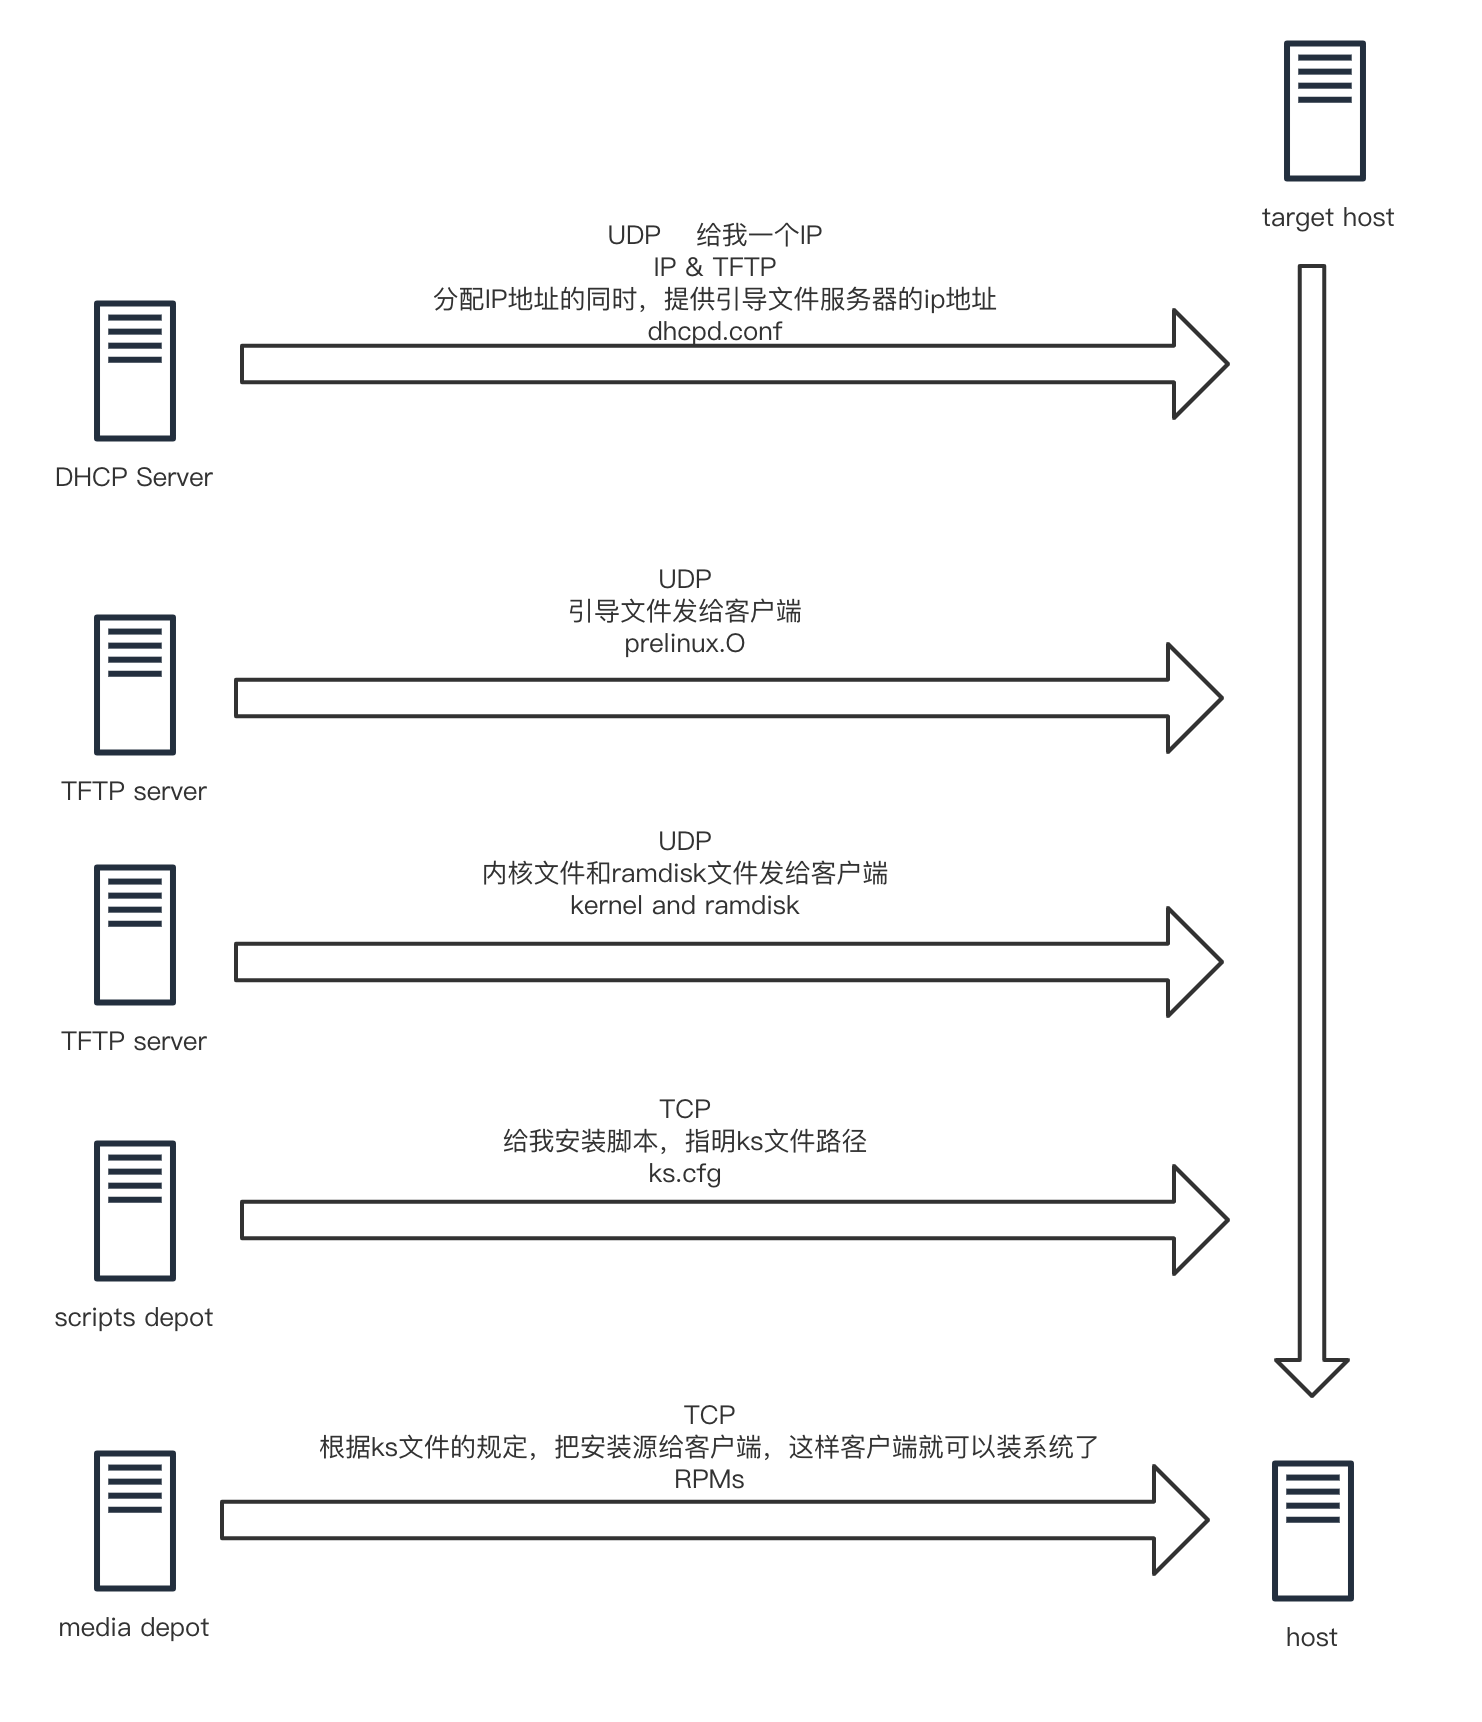 target host
UDP 给我一个IP
IP & TFTP
分配IP地址的同时，提供引导文件服务器的ip地址
dhcpd.conf
DHCP Server
UDP
引导文件发给客户端
prelinux.O
TFTP server
UDP
内核文件和ramdisk文件发给客户端
kernel and ramdisk
TFTP server
TCP
给我安装脚本，指明ks文件路径
ks.cfg
scripts depot
TCP
根据ks文件的规定，把安装源给客户端，这样客户端就可以装系统了
RPMs
media depot
host